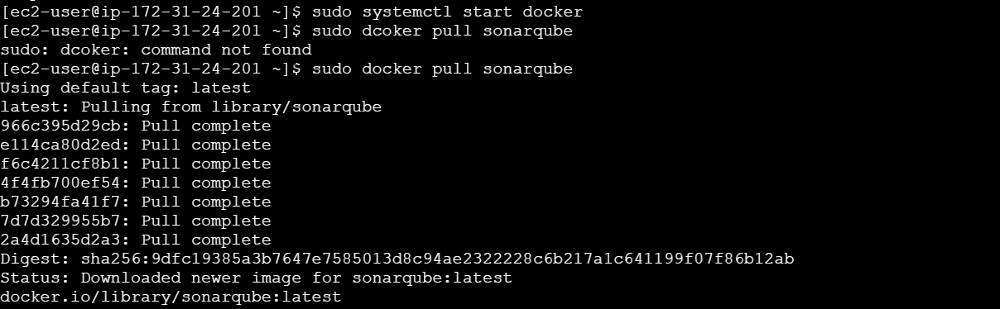 [ec2-user@ip-172-31-24-201 ~]$ sudo systemctl start docker
[ec2-user@ip-172-31-24-201 ~]$ sudo dcoker pull sonarqube
sudo: dcoker: command not found
[ec2-user@ip-172-31-24-201 ~]$ sudo docker pull sonarqube
Using default tag: latest
latest: Pulling from library/sonarqube
966c395d29cb: Pull complete
e114ca80d2ed: Pull complete
f6c4211cf8b1: Pull complete
4f4fb700ef54: Pull complete
b73294fa41f7: Pull complete
7d7d329955b7: Pull complete
2a4d1635d2a3: Pull complete
Digest: sha256:9dfc19385a3b7647e7585013d8c94ae2322228c6b217a1c641199f07f86b12ab
Status: Downloaded newer image for sonarqube:latest
docker.io/library/sonarqube:latest